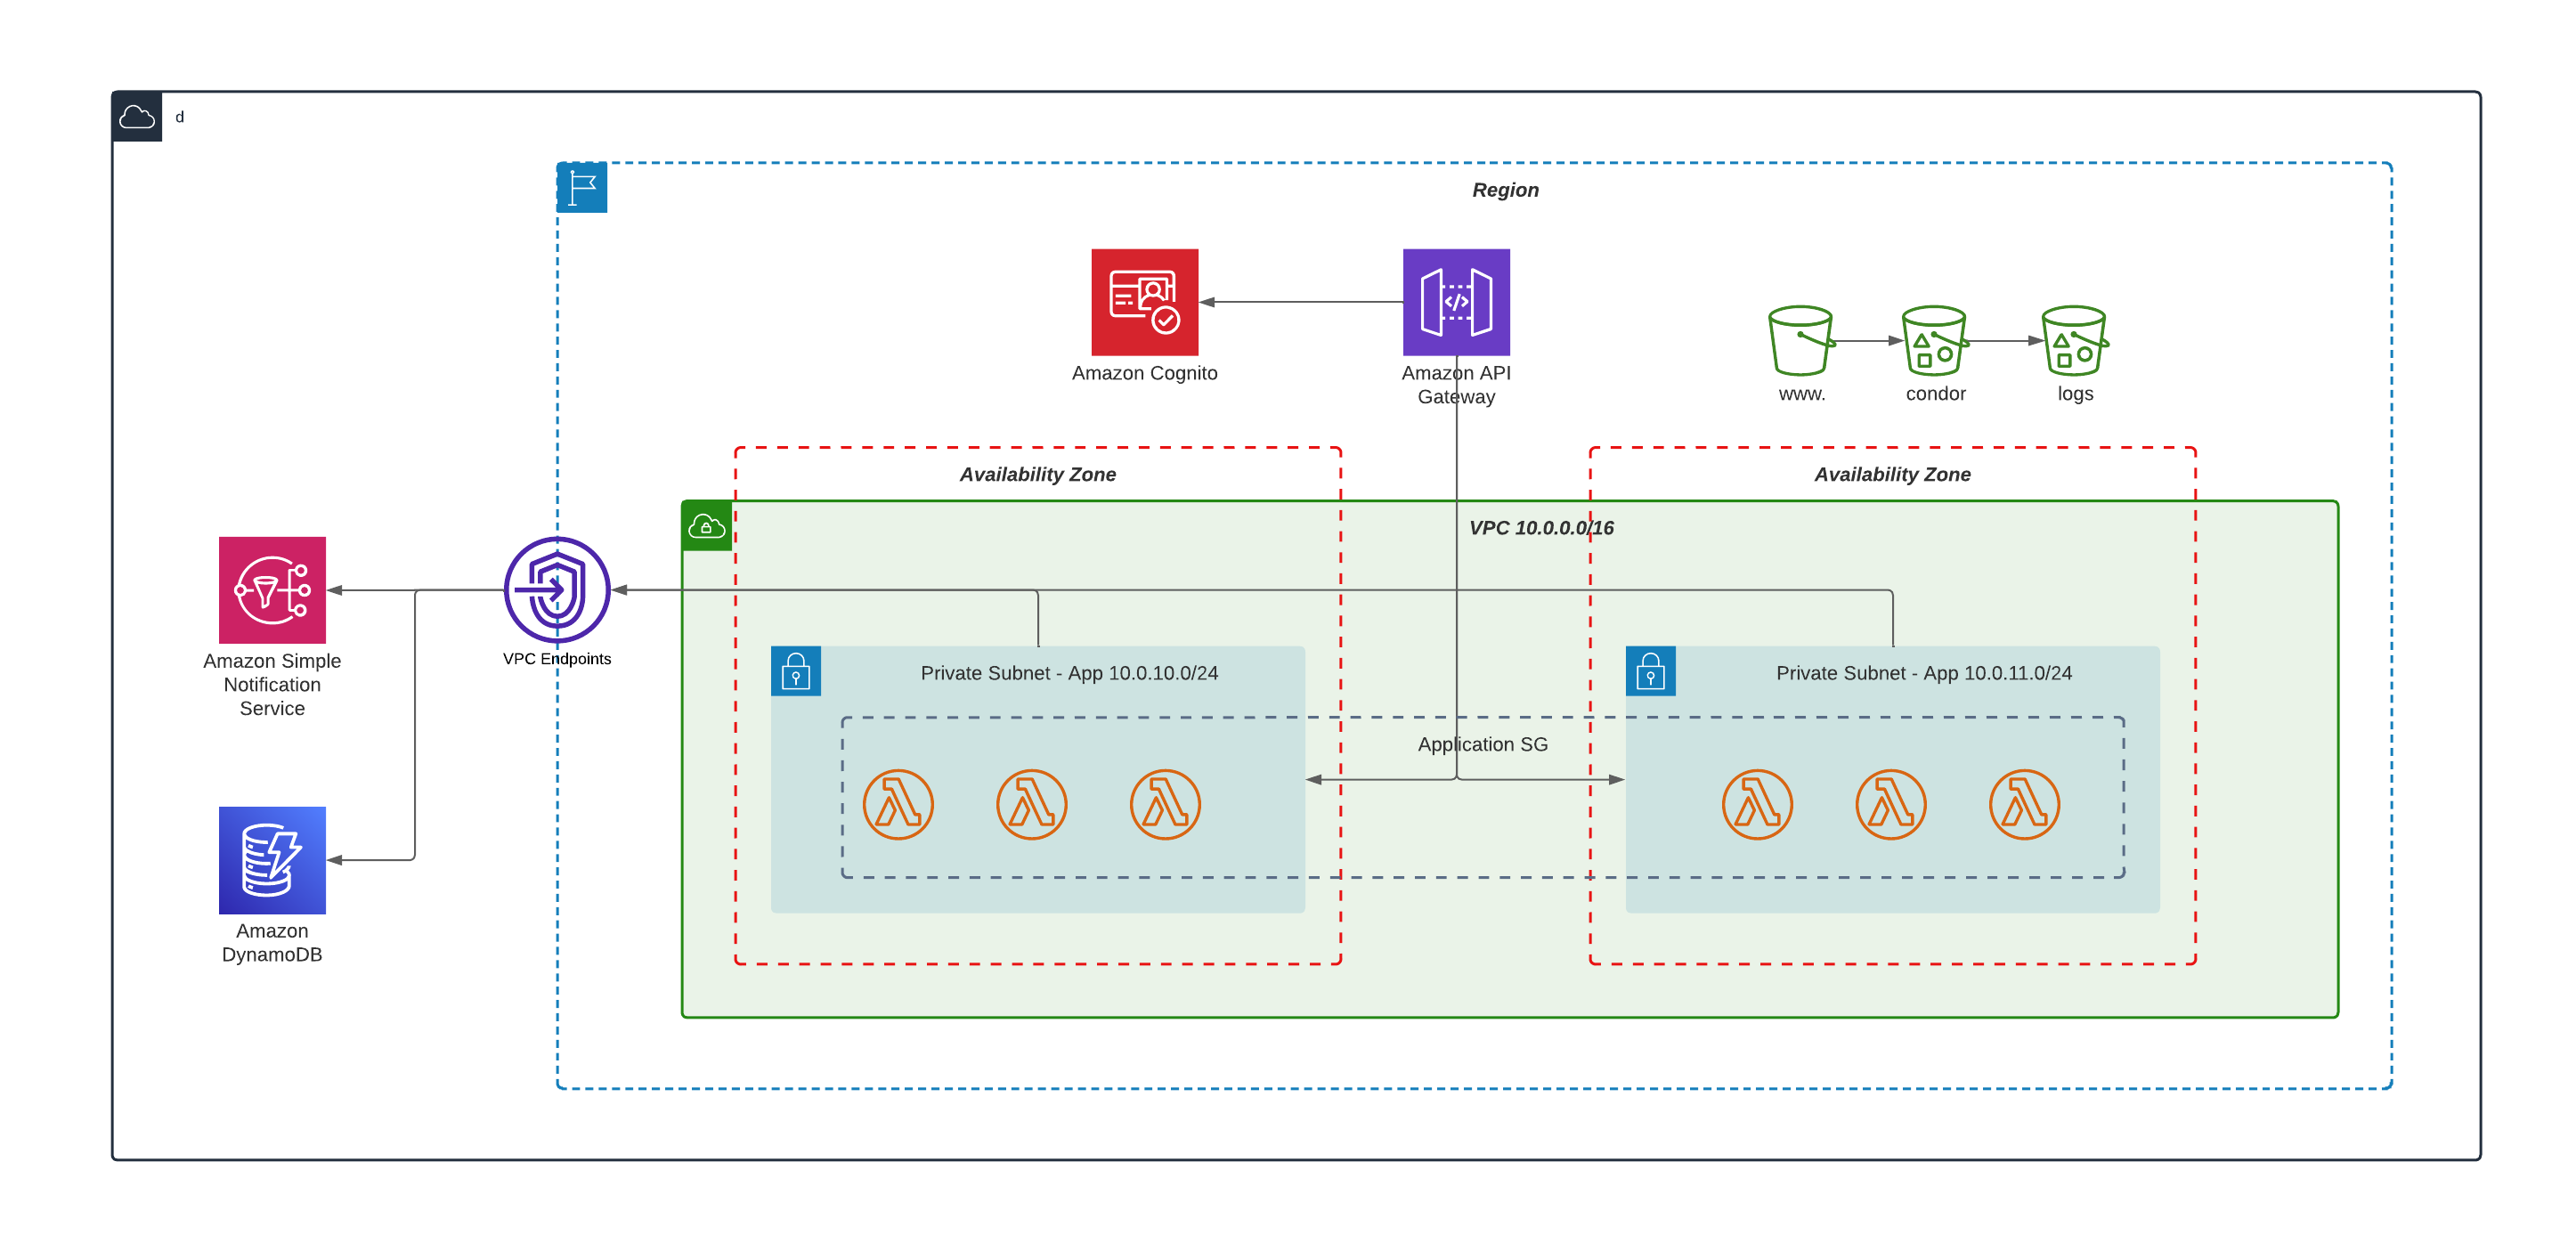 d
Region
Amazon Cognito
Amazon API
Gateway
www.
condor
logs
Availability Zone
Availability Zone
VPC 10.0.0.0/16
Amazon Simple
Notification
Service
VPC Endpoints
Private Subnet - App 10.0.10.0/24
Private Subnet - App 10.0.11.0/24
Application SG
Amazon
DynamoDB